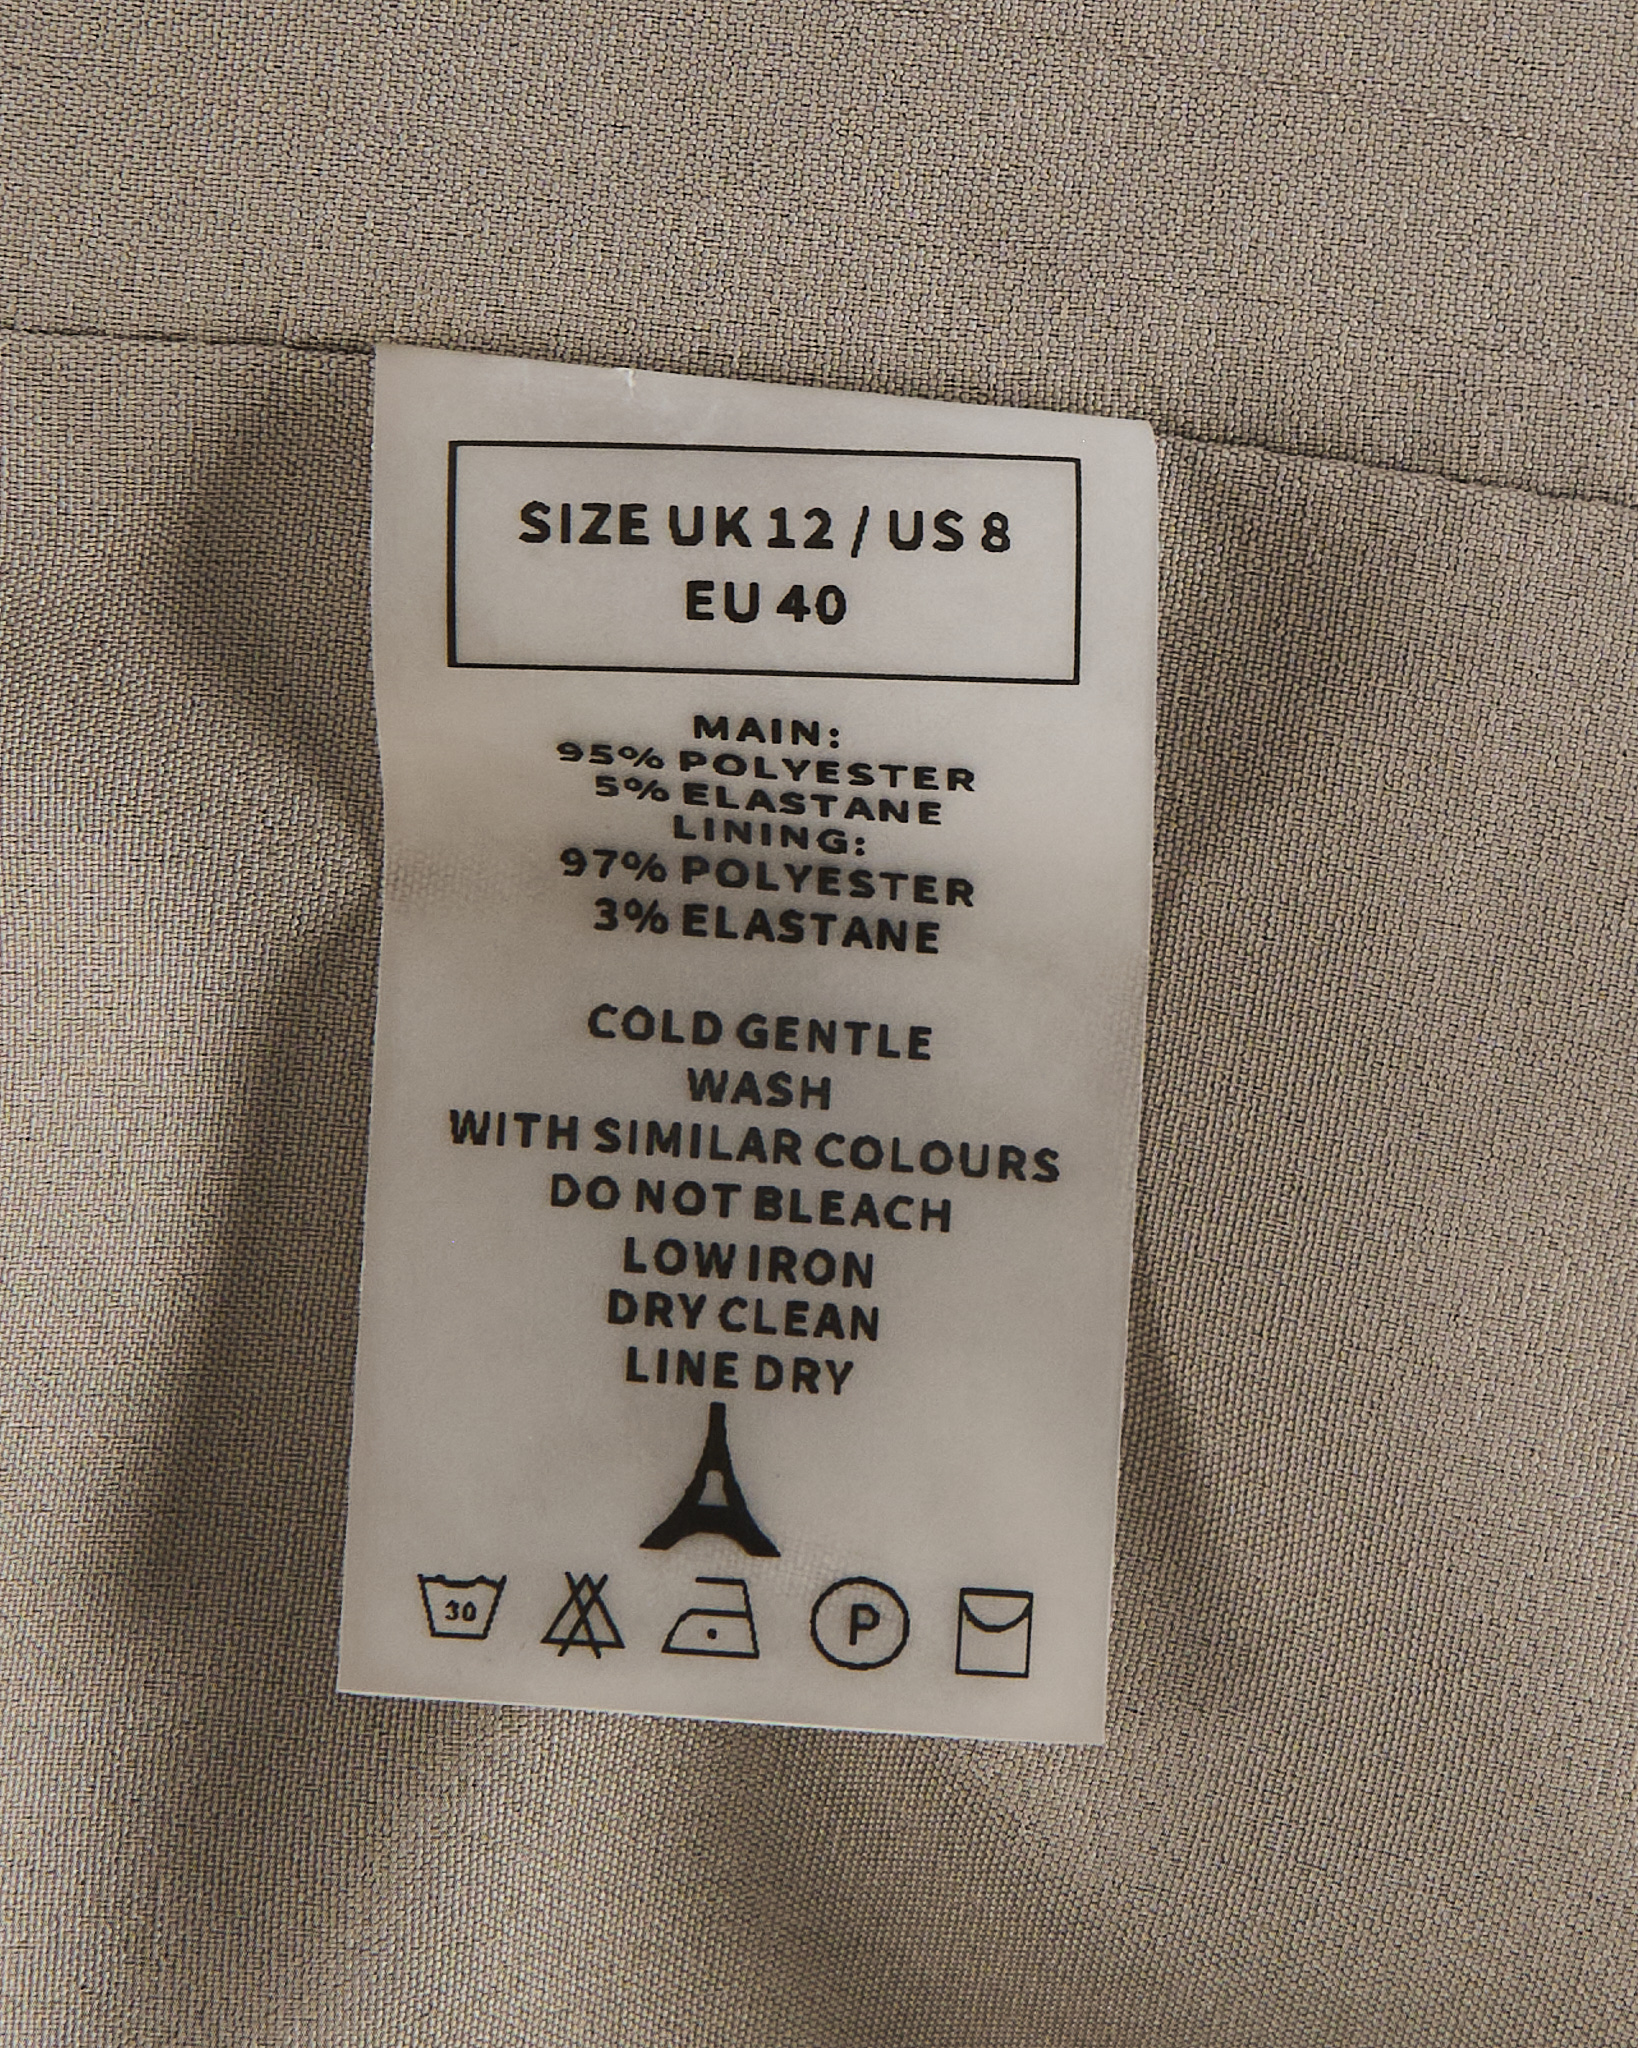 SIZE UK 12 / US 8
EU 40
MAIN:
95% POLYESTER
5% ELASTANE
LINING:
97% POLYESTER
3% ELASTANE
COLD GENTLE
WASH
WITH SIMILAR COLOURS
DO NOT BLEACH
LOW IRON
DRY CLEAN
LINE DRY
30 P